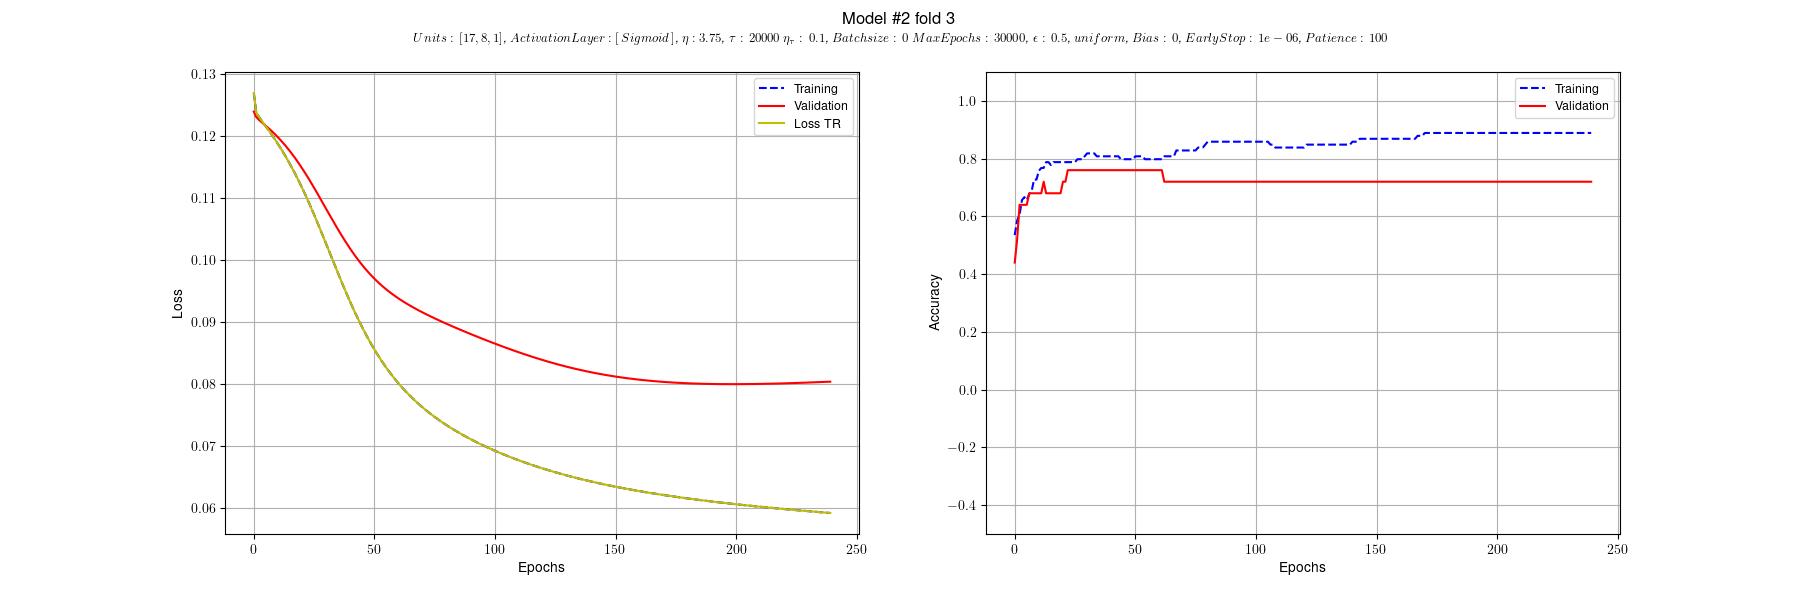 Model #2 fold 3
Units : [17, 8, 1], ActivationLayer : [ Sigmoid ], η : 3.75, τ : 20000 ητ : 0.1, Batchsize : 0 MaxEpochs : 30000, ϵ : 0.5, uniform, Bias : 0, EarlyStop : 1e − 06, Patience : 100
0.13
0.12
0.11
0.10
0.09
0.08
0.07
0.06
Loss
0 50 100 150 200 250
Epochs
Training
Validation
Loss TR
1.0
0.8
0.6
0.4
0.2
0.0
−0.2
−0.4
Accuracy
0 50 100 150 200 250
Epochs
Training
Validation